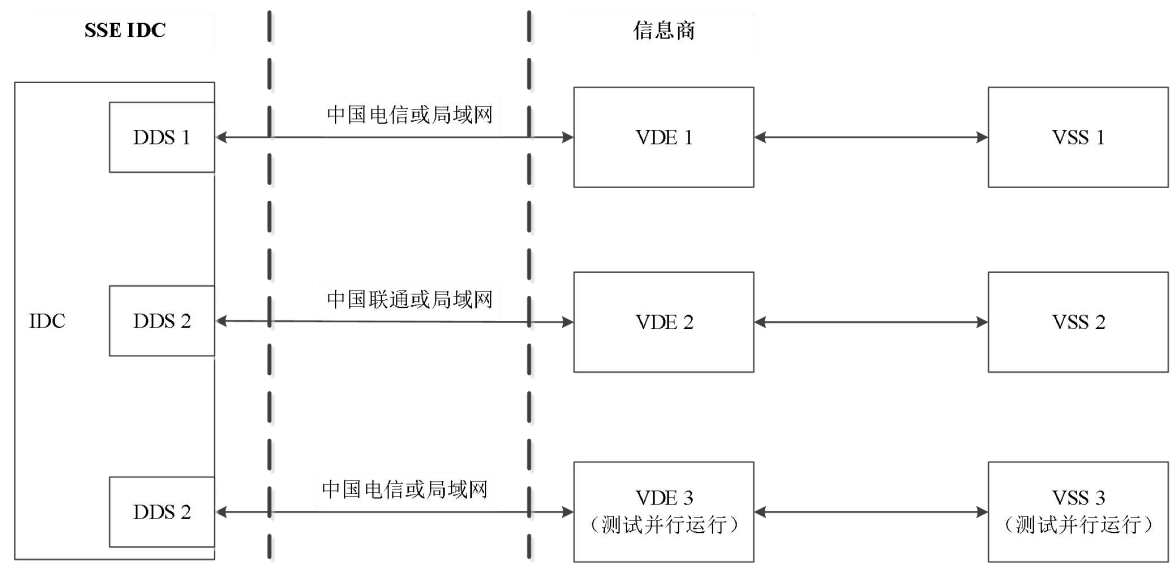 SSE IDC
信息商
中国电信或局域网
DDS 1
VDE 1
VSS 1
中国联通或局域网
IDC
DDS 2
VDE 2
VSS 2
中国电信或局域网
DDS 2
VDE 3
（测试并行运行）
VSS 3
（测试并行运行）